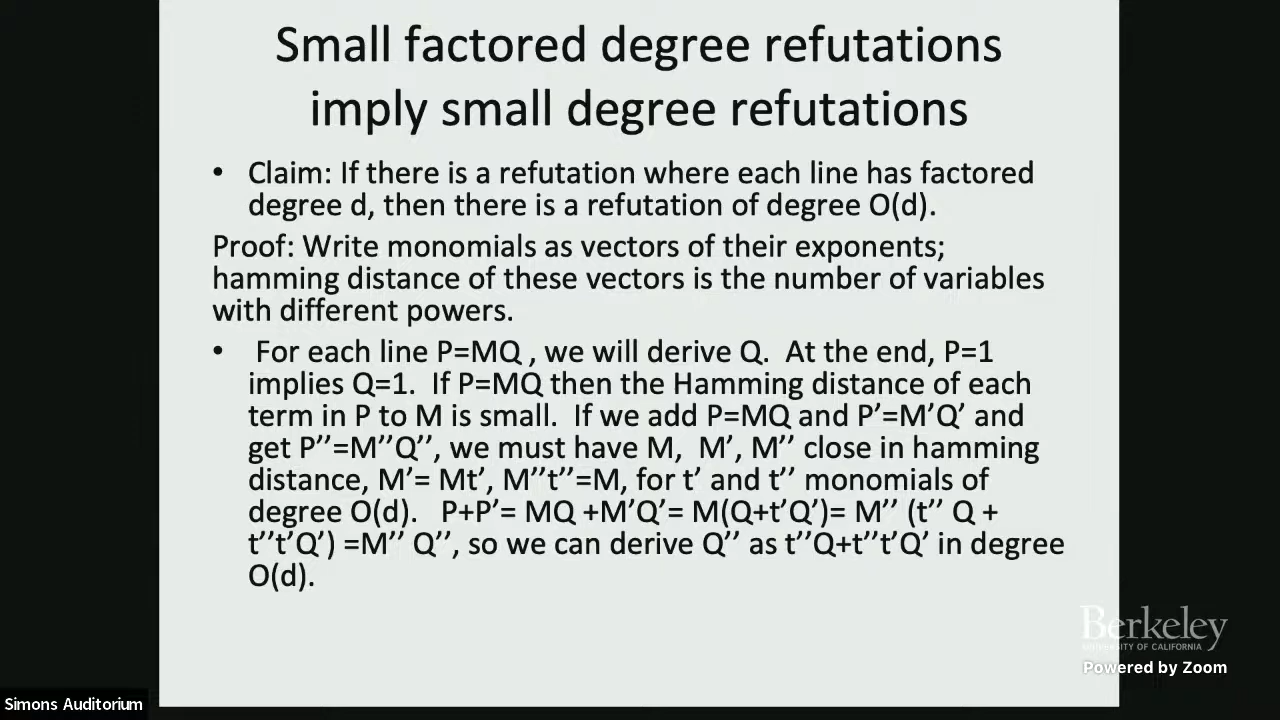 Small factored degree refutations
imply small degree refutations
• Claim: If there is a refutation where each line has factored
degree d, then there is a refutation of degree O(d).
Proof: Write monomials as vectors of their exponents;
hamming distance of these vectors is the number of variables
with different powers.
• For each line P=MQ , we will derive Q. At the end, P=1
implies Q=1. If P=MQ then the Hamming distance of each
term in P to M is small. If we add P=MQ and P’=M’Q’ and
get P’’=M’’Q’’, we must have M, M’, M’’ close in hamming
distance, M’= Mt’, M’’t’’=M, for t’ and t’’ monomials of
degree O(d). P+P’= MQ +M’Q’= M(Q+t’Q’)= M’’ (t’’ Q +
t’’t’Q’) =M’’ Q’’, so we can derive Q’’ as t’’Q+t’’t’Q’ in degree
O(d).
Berkeley
UNIVERSITY OF CALIFORNIA
Powered by Zoom
Simons Auditorium